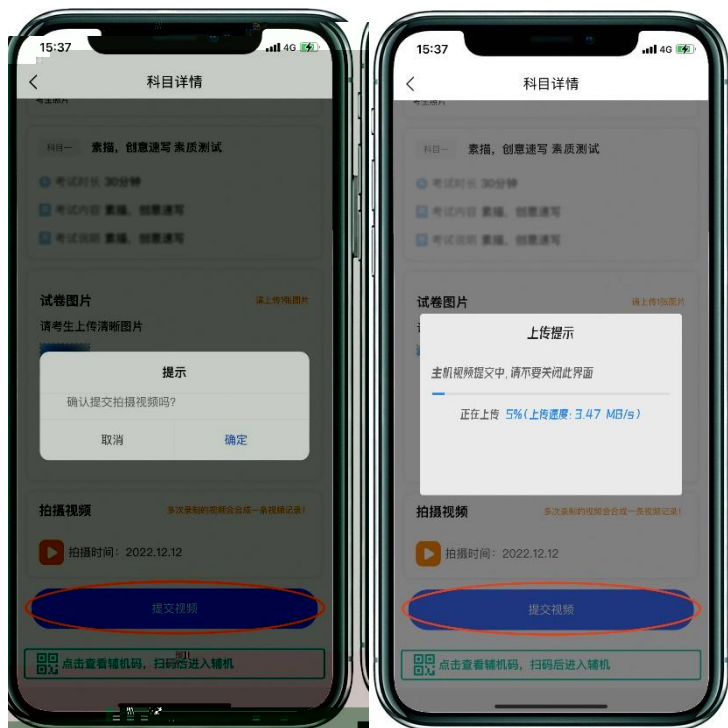 15:37
4G
科目详情
考生照片
科目一 素描，创意速写 素质测试
考试时长 30分钟
考试内容 素描、创意速写
考试说明 素描、创意速写
试卷图片
请上传1张图片
请考生上传清晰图片
提示
确认提交拍摄视频吗?
取消
确定
拍摄视频
多次录制的视频会合成一条视频记录!
拍摄时间：2022.12.12
提交视频
点击查看辅机码，扫码后进入辅机
15:37
4G
科目详情
考生照片
科目一 素描，创意速写 素质测试
考试时长 30分钟
考试内容 素描、创意速写
考试说明 素描、创意速写
试卷图片
请上传1张图片
上传提示
主机视频提交中,请不要关闭此界面
正在上传 5%(上传速度: 3.47 MB/s)
拍摄视频
多次录制的视频会合成一条视频记录!
拍摄时间：2022.12.12
提交视频
点击查看辅机码，扫码后进入辅机